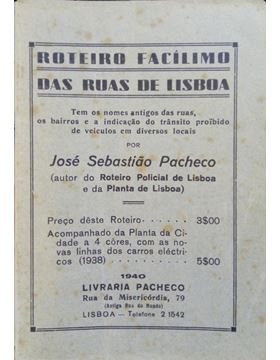 ROTEIRO FACÍLIMO
DAS RUAS DE LISBOA
Tem os nomes antigos das ruas,
os bairros e a indicação do trânsito proïbido
de veículos em diversos locais
POR
José Sebastião Pacheco
(autor do Roteiro Policial de Lisboa
e da Planta de Lisboa)
Preço dêste Roteiro . . . . . . 3$00
Acompanhado da Planta da Ci-
dade a 4 côres, com as no-
vas linhas dos carros eléctri-
cos (1938) . . . . . . . . . . 5$00
1940
LIVRARIA PACHECO
Rua da Misericórdia, 79
(Antiga Rua do Mundo)
LISBOA — Telefone 2 1542